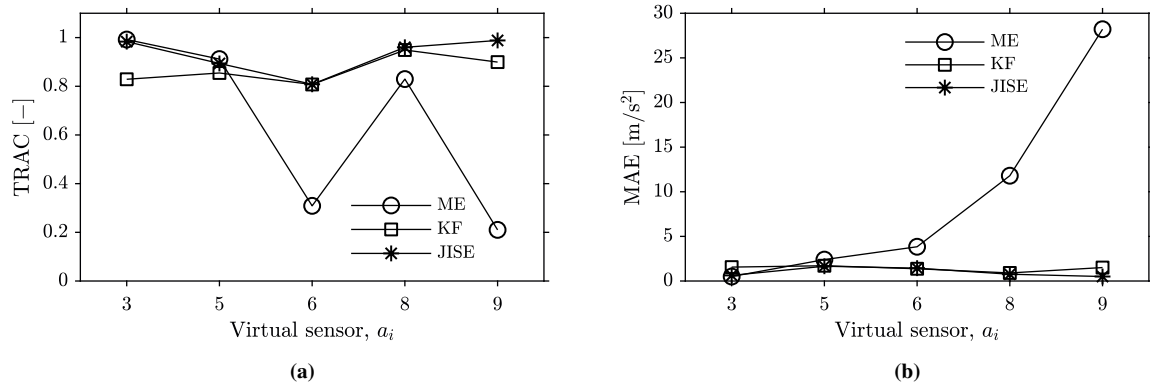 TRAC [−]
1
0.8
0.6
0.4
0.2
0
3 5 6 8 9
Virtual sensor, aᵢ
ME
KF
JISE
(a)
MAE [m/s²]
30
25
20
15
10
5
0
3 5 6 8 9
Virtual sensor, aᵢ
ME
KF
JISE
(b)